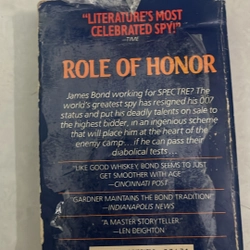 "LITERATURE'S MOST
CELEBRATED SPY!"
-TIME
ROLE OF HONOR
James Bond working for SPECTRE? The
world's greatest spy has resigned his 007
status and put his deadly talents on sale to
the highest bidder, in an ingenious scheme
that will place him at the heart of the
enemy camp... if he can pass their
diabolical tests...
"LIKE GOOD WHISKEY, BOND SEEMS TO JUST
GET SMOOTHER WITH AGE."
-CINCINNATI POST
"GARDNER MAINTAINS THE BOND TRADITION!"
-INDIANAPOLIS NEWS
"A MASTER STORYTELLER."
-LEN DEIGHTON